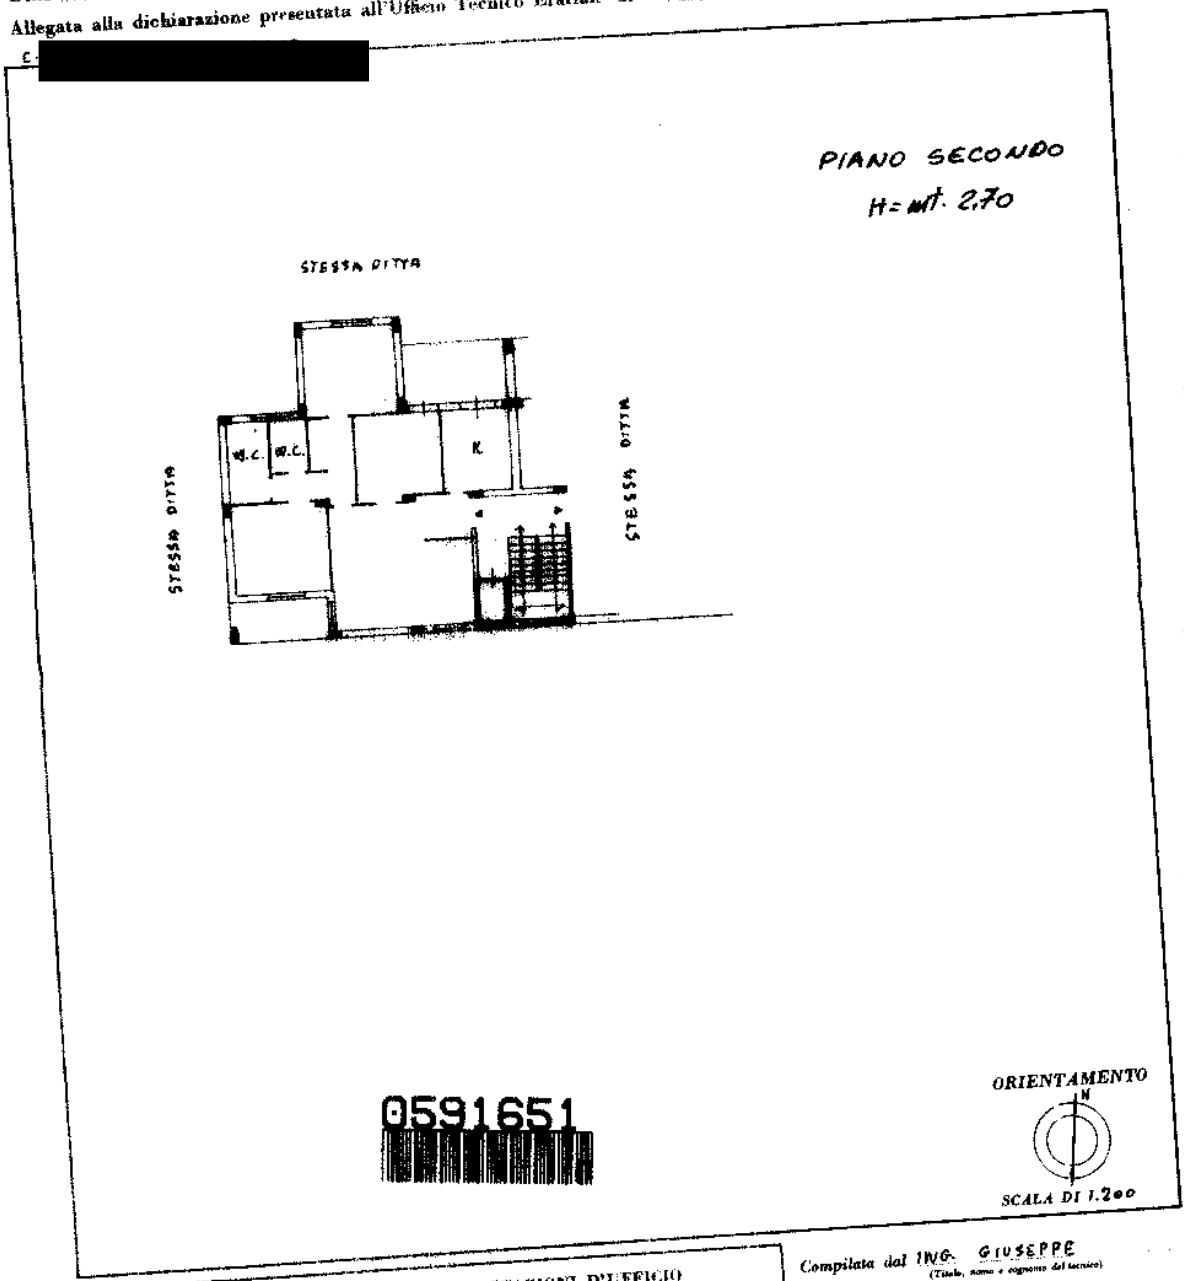 Allegata alla dichiarazione presentata all'Ufficio Tecnico Erariale
C.
PIANO SECONDO
H = mt. 2,70
STESSA DITTA
STESSA DITTA
STESSA DITTA
W.C.
W.C.
K
0591651
ORIENTAMENTO
N
SCALA DI 1.200
D'UFFICIO
Compilata dal ING. GIUSEPPE
(Titolo, nome e cognome del tecnico)